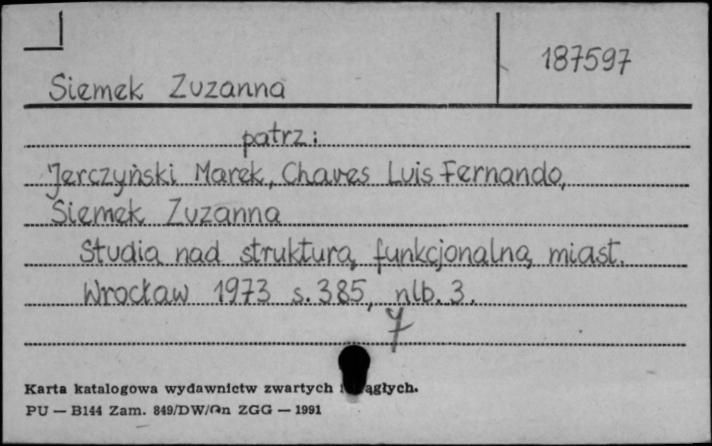 187597
Siemek Zuzanna
patrz:
Jerczyński Marek, Chaves Luis Fernando,
Siemek Zuzanna
Studia nad strukturą funkcjonalną miast.
Wrocław 1973 s. 385, nlb. 3.
Y
Karta katalogowa wydawnictw zwartych ągłych.
PU — B144 Zam. 849/DW/On ZGG — 1991